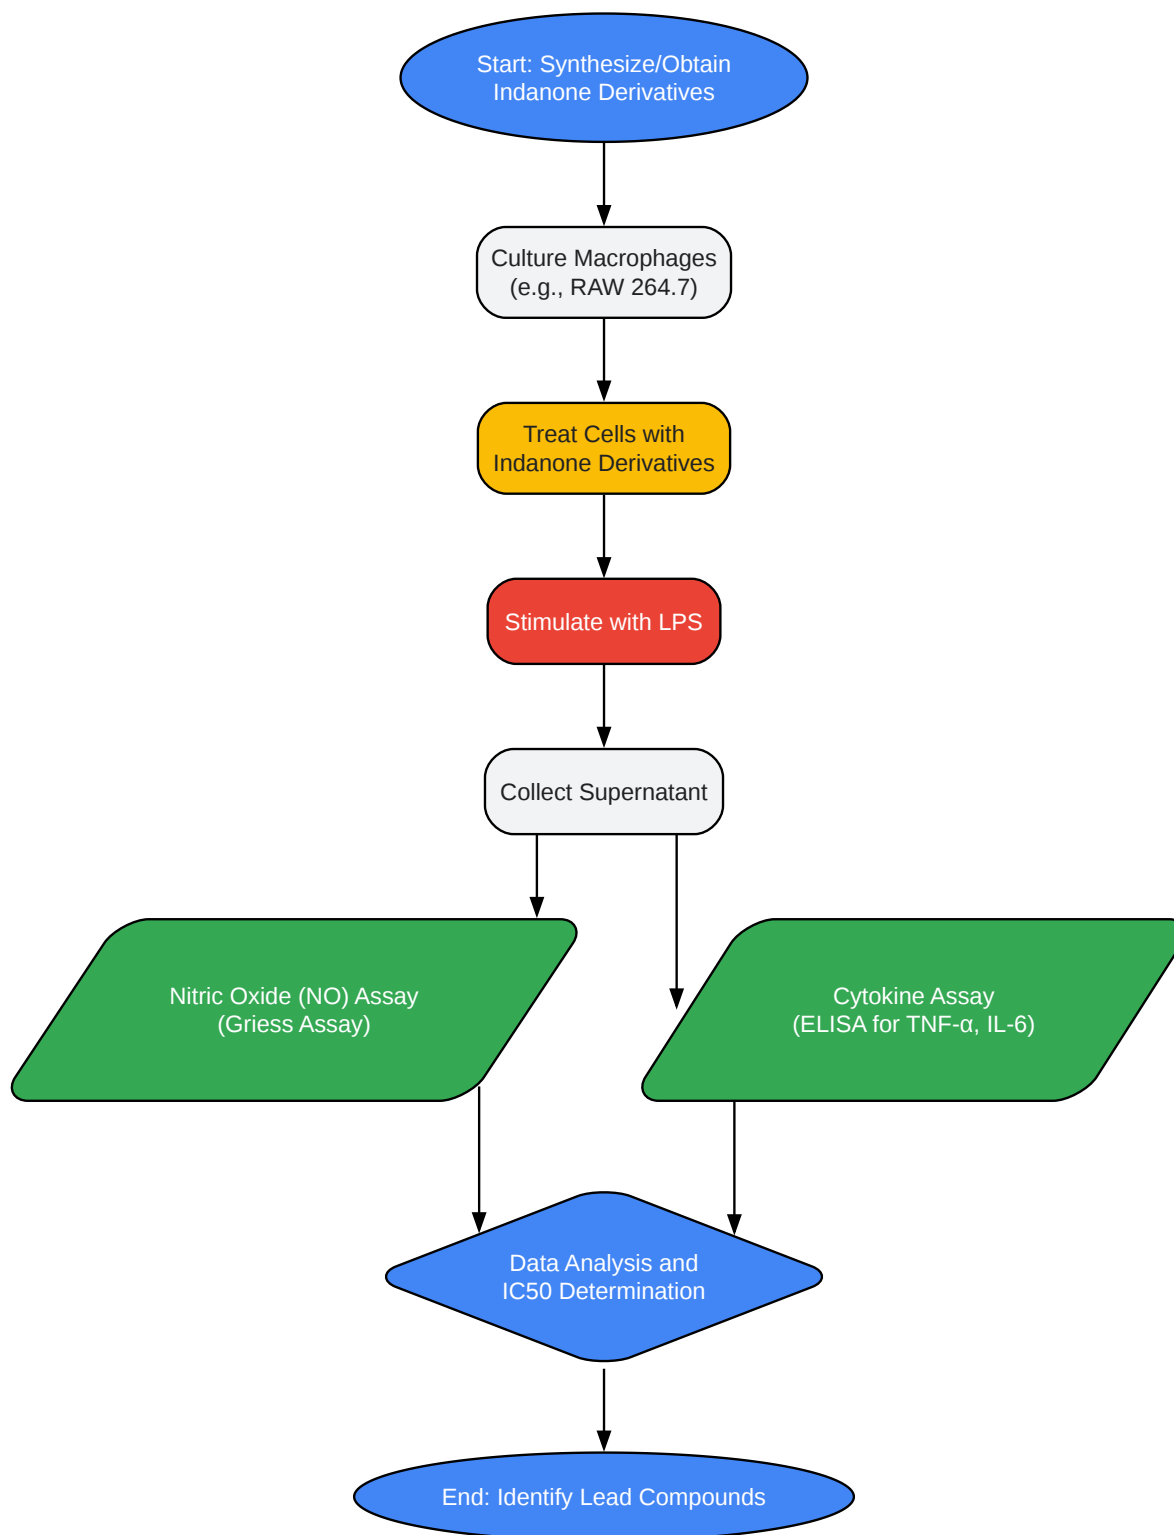 Start: Synthesize/Obtain
Indanone Derivatives
Culture Macrophages
(e.g., RAW 264.7)
Treat Cells with
Indanone Derivatives
Stimulate with LPS
Collect Supernatant
Nitric Oxide (NO) Assay
(Griess Assay)
Cytokine Assay
(ELISA for TNF-α, IL-6)
Data Analysis and
IC50 Determination
End: Identify Lead Compounds